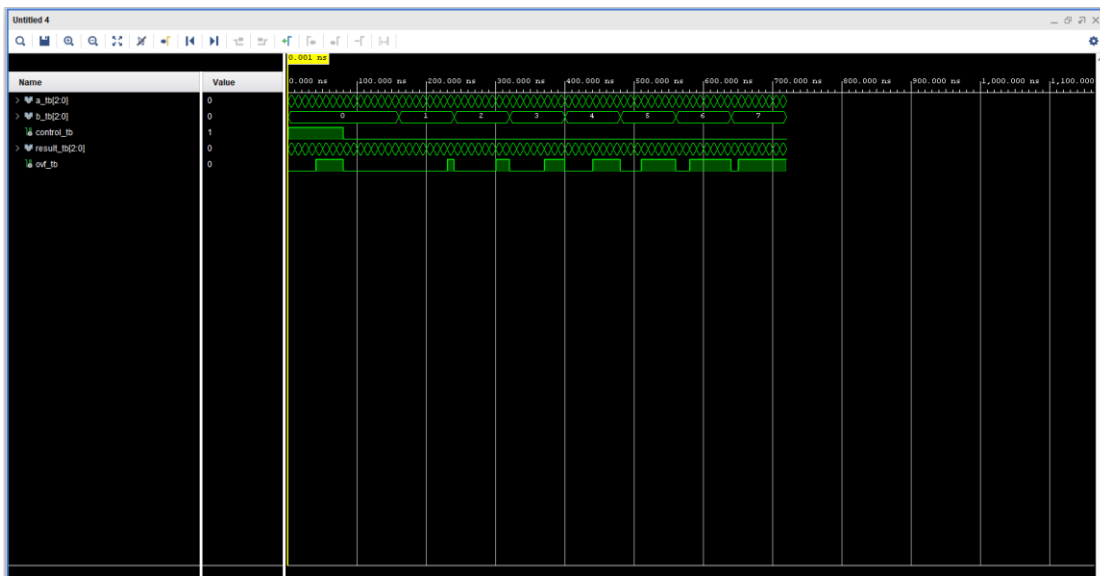 Untitled 4
0.001 ns
Name Value
0.000 ns 100.000 ns 200.000 ns 300.000 ns 400.000 ns 500.000 ns 600.000 ns 700.000 ns 800.000 ns 900.000 ns 1,000.000 ns 1,100.000
a_tb[2:0] 0
b_tb[2:0] 0 0 1 2 3 4 5 6 7
control_tb 1
result_tb[2:0] 0
ovf_tb 0